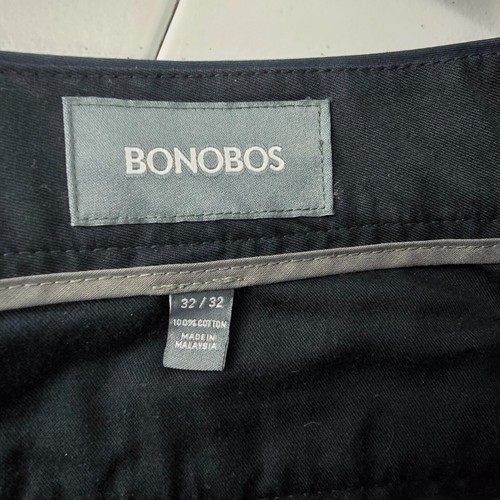 BONOBOS
32 / 32
100% COTTON
MADE IN
MALAYSIA